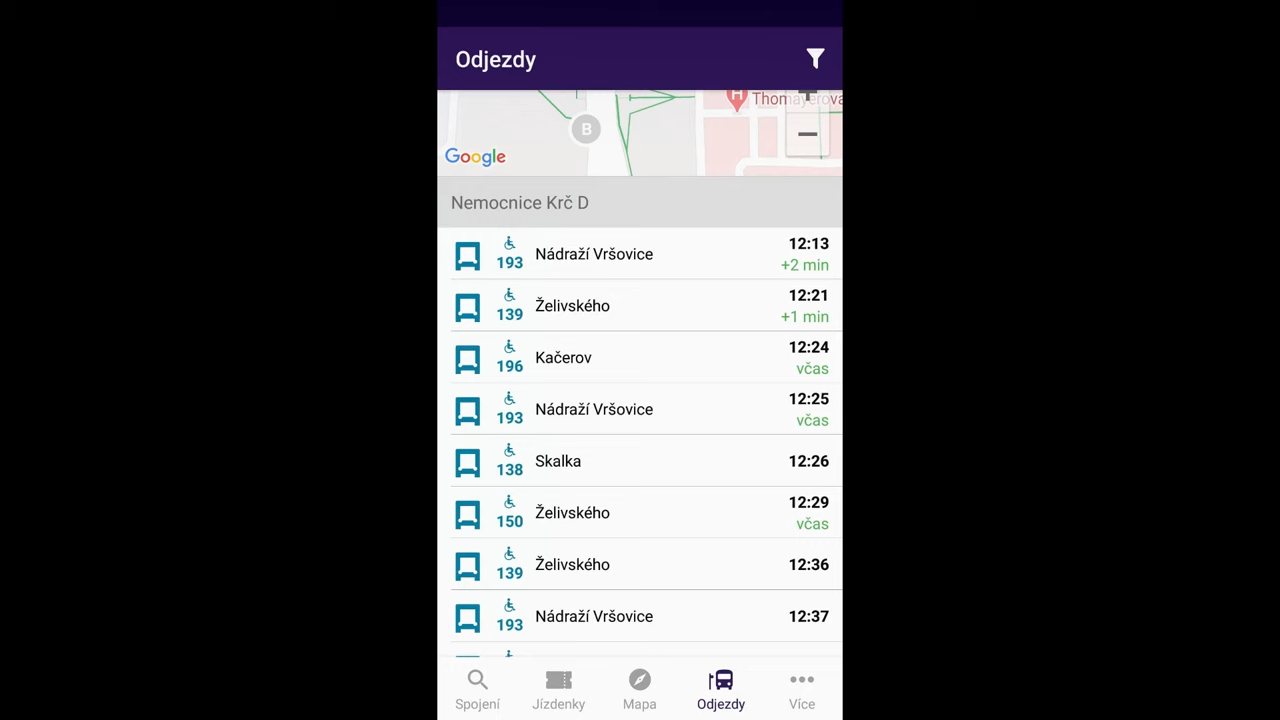 Odjezdy
Thomayerova
B
Google
Nemocnice Krč D
193 Nádraží Vršovice 12:13
+2 min
139 Želivského 12:21
+1 min
196 Kačerov 12:24
včas
193 Nádraží Vršovice 12:25
včas
138 Skalka 12:26
150 Želivského 12:29
včas
139 Želivského 12:36
193 Nádraží Vršovice 12:37
Spojení Jízdenky Mapa Odjezdy Více